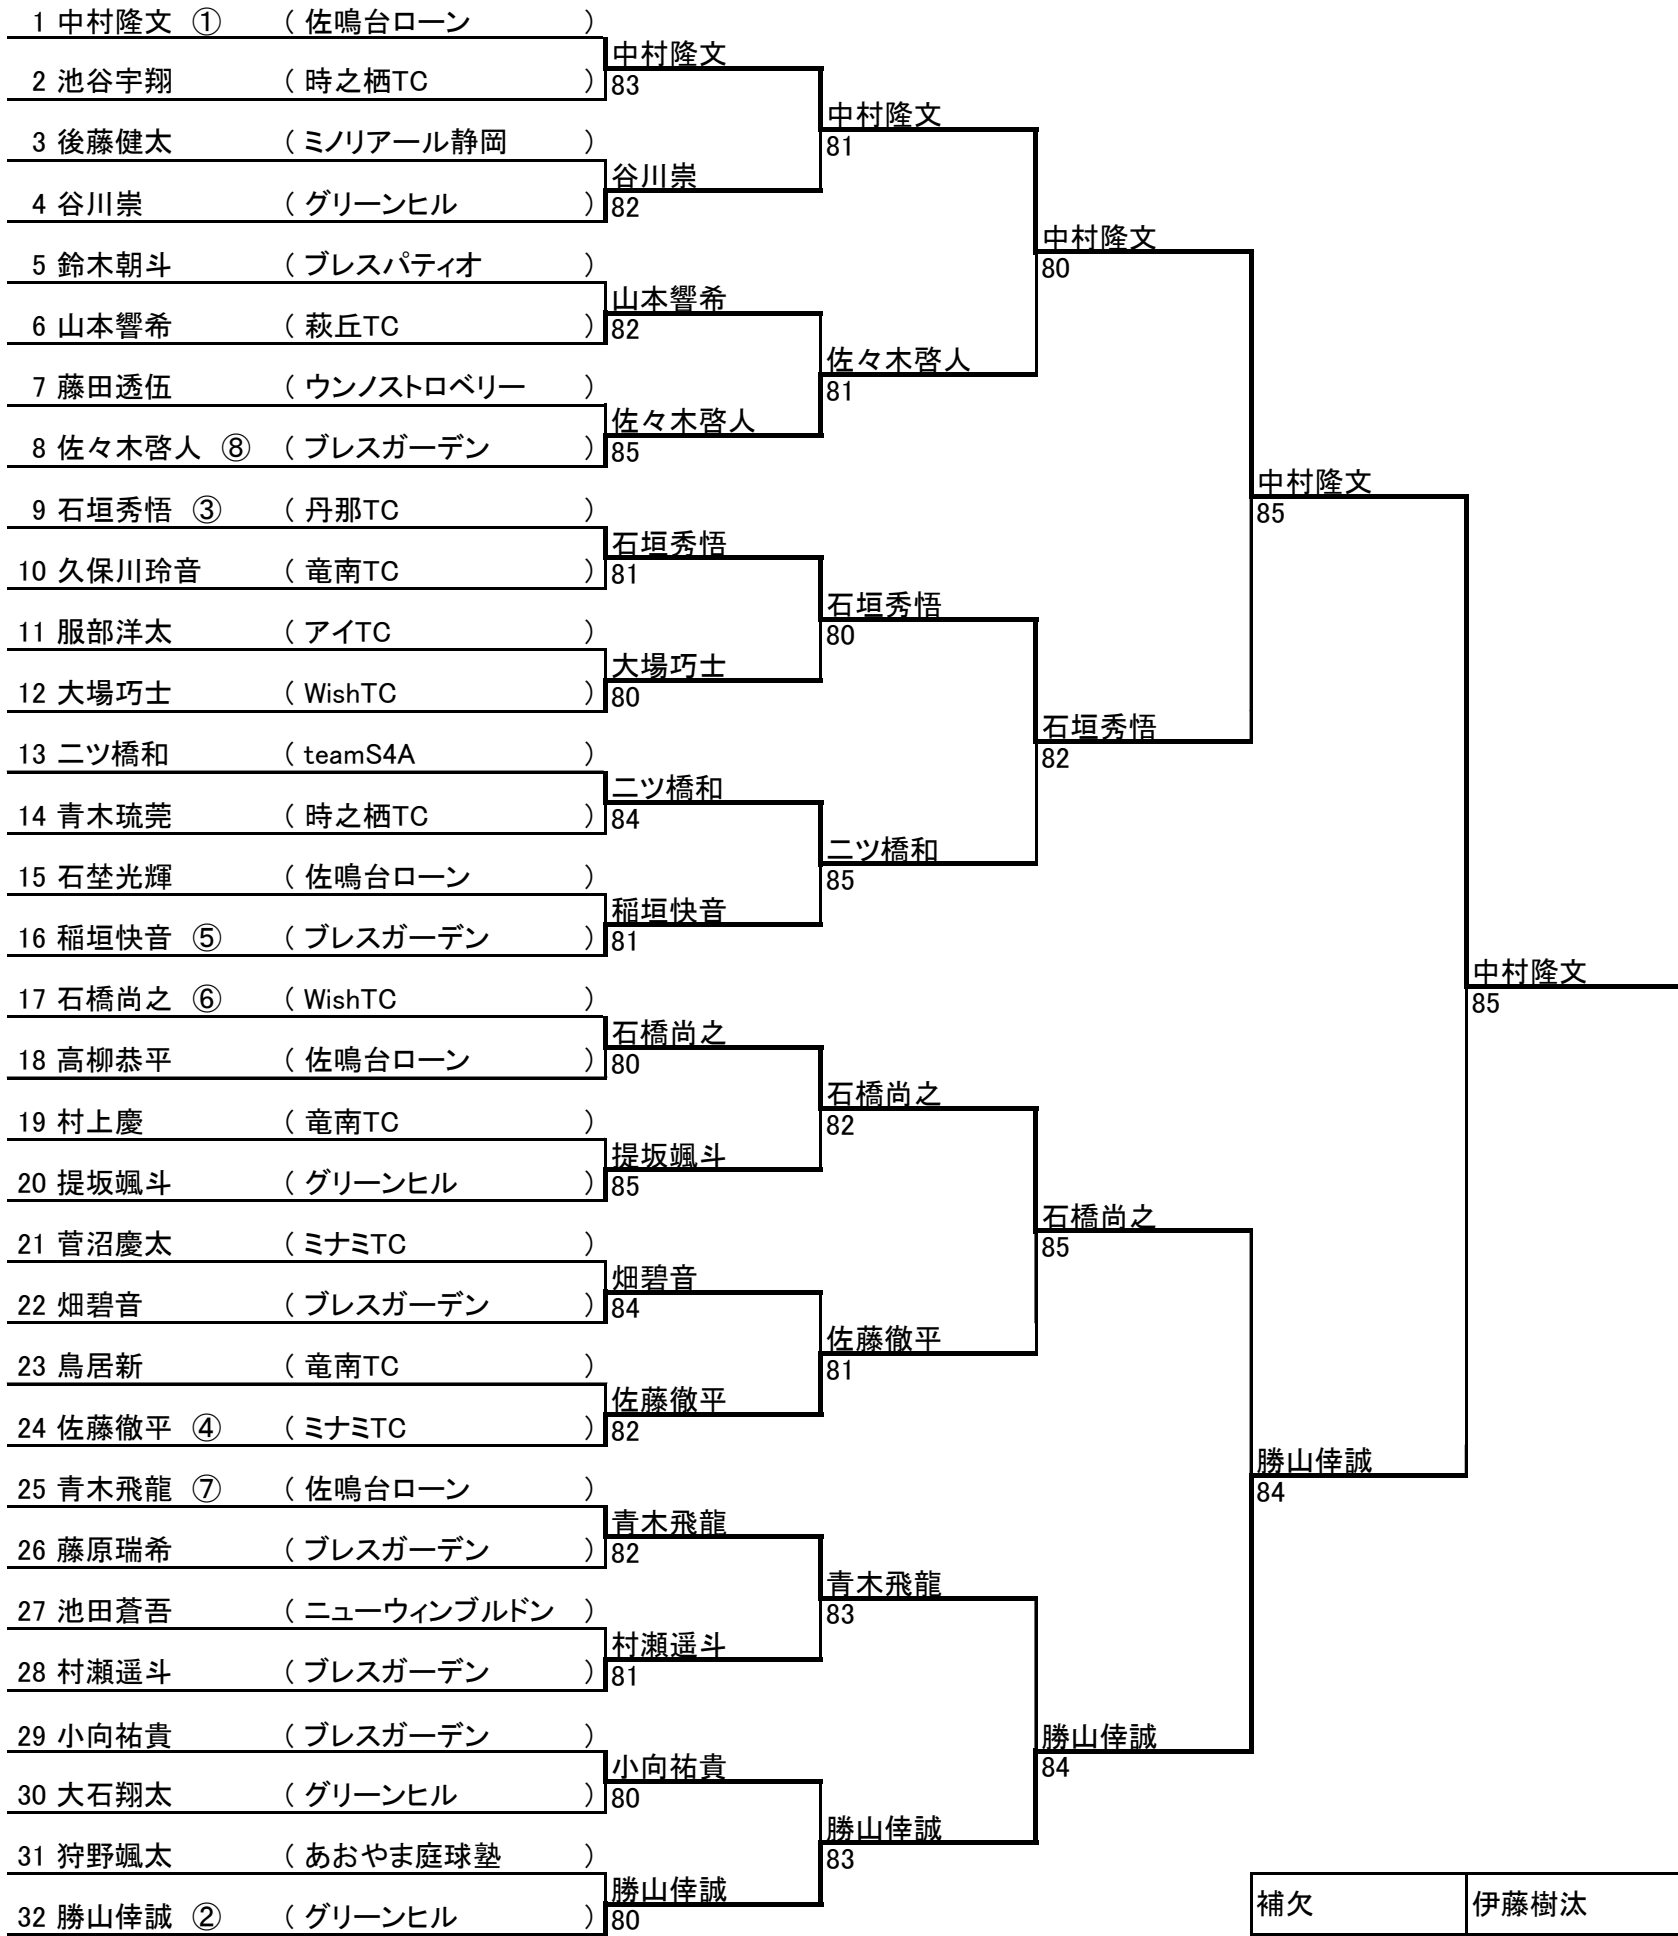 1 中村隆文 ① ( 佐鳴台ローン )
2 池谷宇翔 ( 時之栖TC )
3 後藤健太 ( ミノリアール静岡 )
4 谷川崇 ( グリーンヒル )
5 鈴木朝斗 ( ブレスパティオ )
6 山本響希 ( 萩丘TC )
7 藤田透伍 ( ウンノストロベリー )
8 佐々木啓人 ⑧ ( ブレスガーデン )
9 石垣秀悟 ③ ( 丹那TC )
10 久保川玲音 ( 竜南TC )
11 服部洋太 ( アイTC )
12 大場巧士 ( WishTC )
13 二ツ橋和 ( teamS4A )
14 青木琉莞 ( 時之栖TC )
15 石埜光輝 ( 佐鳴台ローン )
16 稲垣快音 ⑤ ( ブレスガーデン )
17 石橋尚之 ⑥ ( WishTC )
18 高柳恭平 ( 佐鳴台ローン )
19 村上慶 ( 竜南TC )
20 提坂颯斗 ( グリーンヒル )
21 菅沼慶太 ( ミナミTC )
22 畑碧音 ( ブレスガーデン )
23 鳥居新 ( 竜南TC )
24 佐藤徹平 ④ ( ミナミTC )
25 青木飛龍 ⑦ ( 佐鳴台ローン )
26 藤原瑞希 ( ブレスガーデン )
27 池田蒼吾 ( ニューウィンブルドン )
28 村瀬遥斗 ( ブレスガーデン )
29 小向祐貴 ( ブレスガーデン )
30 大石翔太 ( グリーンヒル )
31 狩野颯太 ( あおやま庭球塾 )
32 勝山倖誠 ② ( グリーンヒル )
中村隆文
83
谷川崇
82
山本響希
82
佐々木啓人
85
石垣秀悟
81
大場巧士
80
二ツ橋和
84
稲垣快音
81
石橋尚之
80
提坂颯斗
85
畑碧音
84
佐藤徹平
82
青木飛龍
82
村瀬遥斗
81
小向祐貴
80
勝山倖誠
80
中村隆文
81
佐々木啓人
81
石垣秀悟
80
二ツ橋和
85
石橋尚之
82
佐藤徹平
81
青木飛龍
83
勝山倖誠
83
中村隆文
80
石垣秀悟
82
石橋尚之
85
勝山倖誠
84
中村隆文
85
勝山倖誠
84
中村隆文
85
補欠 伊藤樹汰